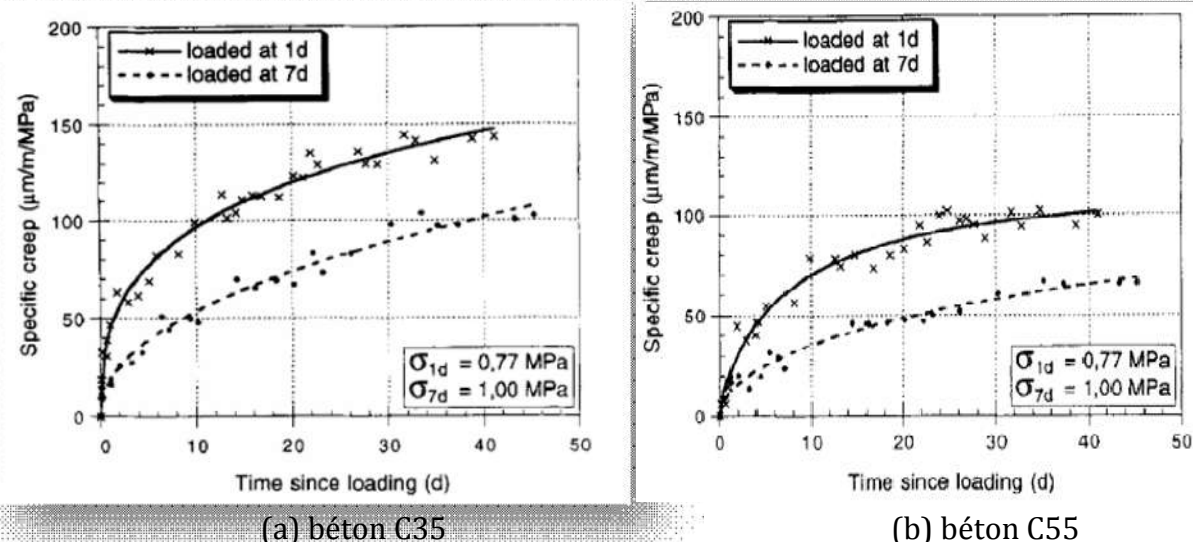 200
150
100
50
0
Specific creep (µm/m/MPa)
loaded at 1d
loaded at 7d
σ1d = 0,77 MPa
σ7d = 1,00 MPa
0 10 20 30 40 50
Time since loading (d)
(a) béton C35
200
150
100
50
0
Specific creep (µm/m/MPa)
loaded at 1d
loaded at 7d
σ1d = 0,77 MPa
σ7d = 1,00 MPa
0 10 20 30 40 50
Time since loading (d)
(b) béton C55